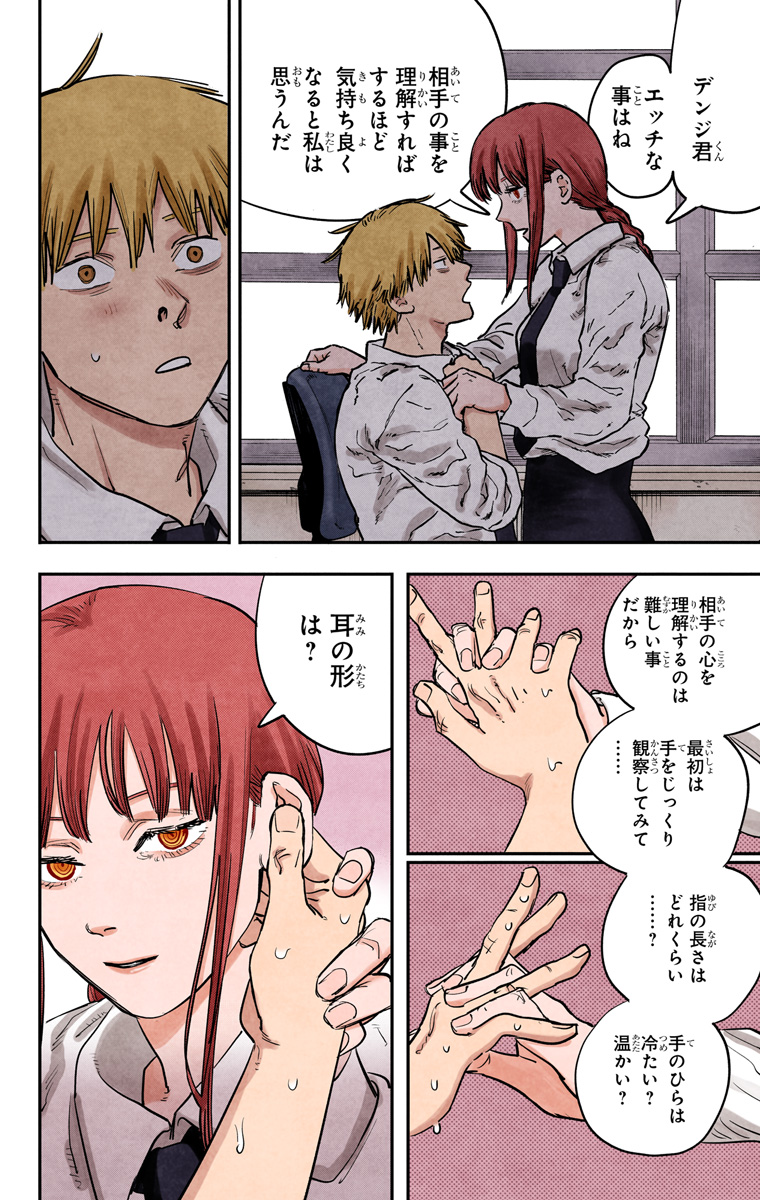 デンジ君
エッチな
事はね
相手の事を
理解すれば
するほど
気持ち良く
なると私は
思うんだ
相手の心を
理解するのは
難しい事
だから
最初は
手をじっくり
観察してみて
……
指の長さは
どれくらい
……?
手のひらは
冷たい?
温かい?
耳の形
は?